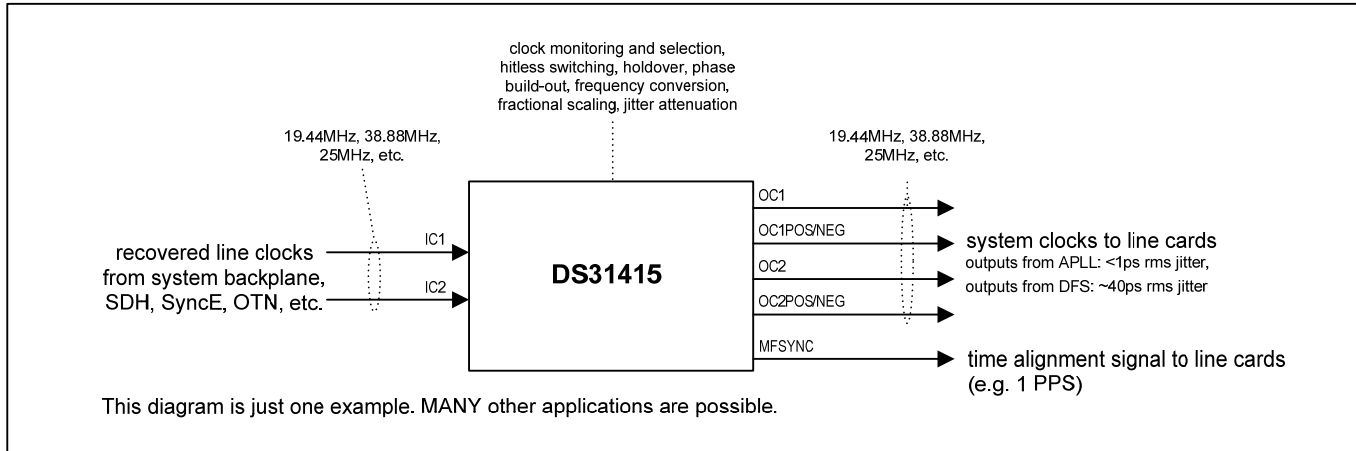 clock monitoring and selection,
hitless switching, holdover, phase
build-out, frequency conversion,
fractional scaling, jitter attenuation
19.44MHz, 38.88MHz,
25MHz, etc.
19.44MHz, 38.88MHz,
25MHz, etc.
recovered line clocks
from system backplane,
SDH, SyncE, OTN, etc.
IC1
IC2
DS31415
OC1
OC1POS/NEG
OC2
OC2POS/NEG
MFSYNC
system clocks to line cards
outputs from APLL: <1ps rms jitter,
outputs from DFS: ~40ps rms jitter
time alignment signal to line cards
(e.g. 1 PPS)
This diagram is just one example. MANY other applications are possible.